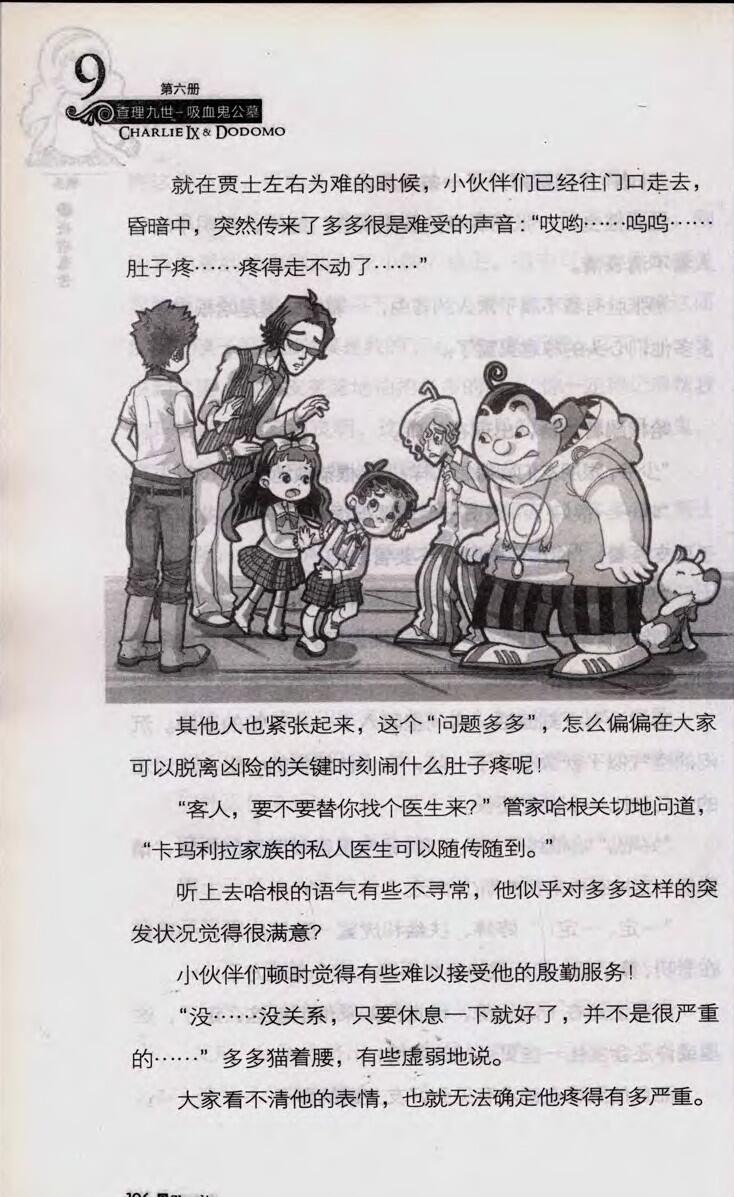 9
第六册
查理九世-吸血鬼公墓
CHARLIE IX & DODOMO
就在贾士左右为难的时候，小伙伴们已经往门口走去，
昏暗中，突然传来了多多很是难受的声音：“哎哟……呜呜……
肚子疼……疼得走不动了……”
其他人也紧张起来，这个“问题多多”，怎么偏偏在大家
可以脱离凶险的关键时刻闹什么肚子疼呢！
“客人，要不要替你找个医生来？”管家哈根关切地问道，
“卡玛利拉家族的私人医生可以随传随到。”
听上去哈根的语气有些不寻常，他似乎对多多这样的突
发状况觉得很满意？
小伙伴们顿时觉得有些难以接受他的殷勤服务！
“没……没关系，只要休息一下就好了，并不是很严重
的……”多多猫着腰，有些虚弱地说。
大家看不清他的表情，也就无法确定他疼得有多严重。